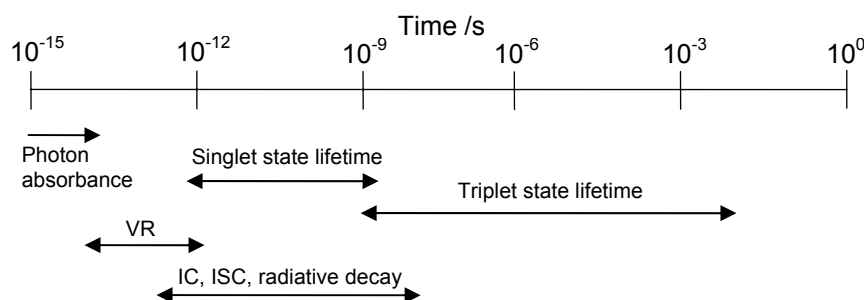 Time /s
10⁻¹⁵ 10⁻¹² 10⁻⁹ 10⁻⁶ 10⁻³ 10⁰
Photon
absorbance
Singlet state lifetime
Triplet state lifetime
VR
IC, ISC, radiative decay